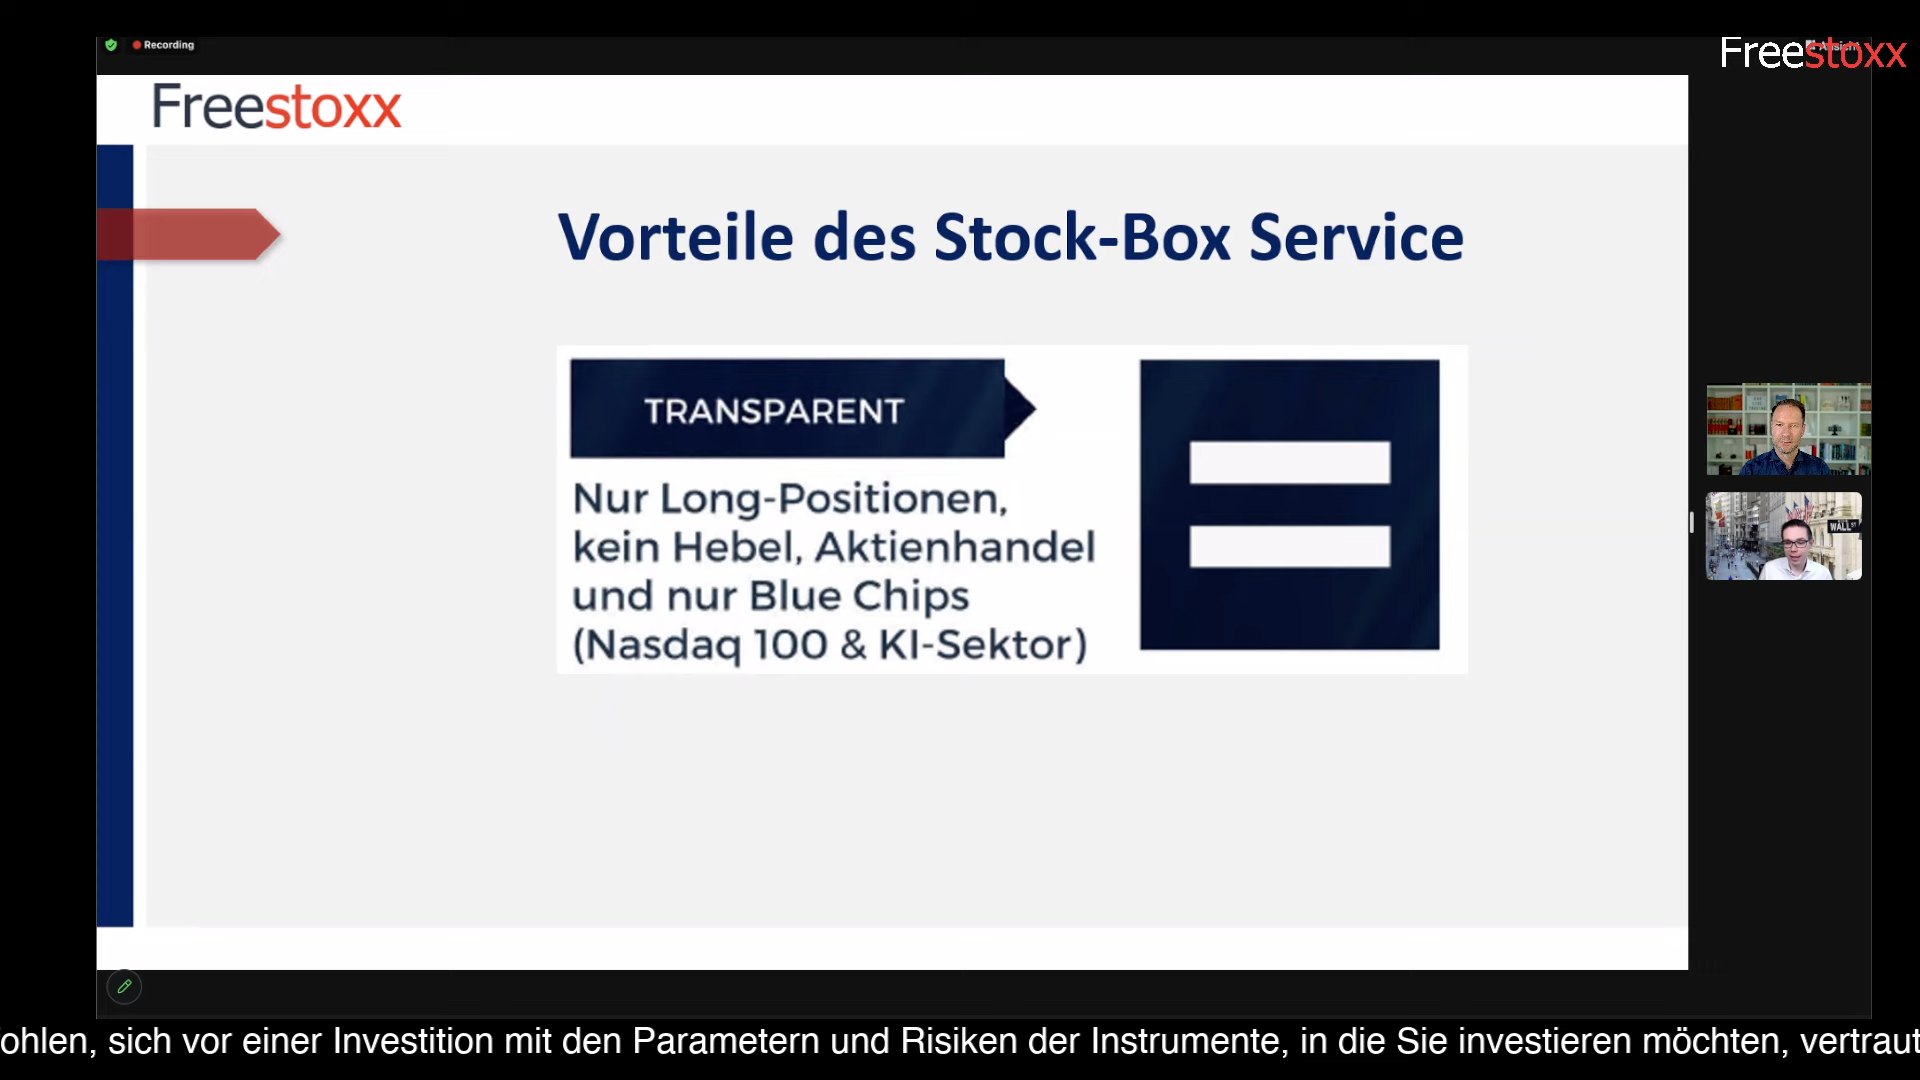 Recording
Freestoxx
Freestoxx
Vorteile des Stock-Box Service
TRANSPARENT
Nur Long-Positionen,
kein Hebel, Aktienhandel
und nur Blue Chips
(Nasdaq 100 & KI-Sektor)
WALL ST
ohlen, sich vor einer Investition mit den Parametern und Risiken der Instrumente, in die Sie investieren möchten, vertraut